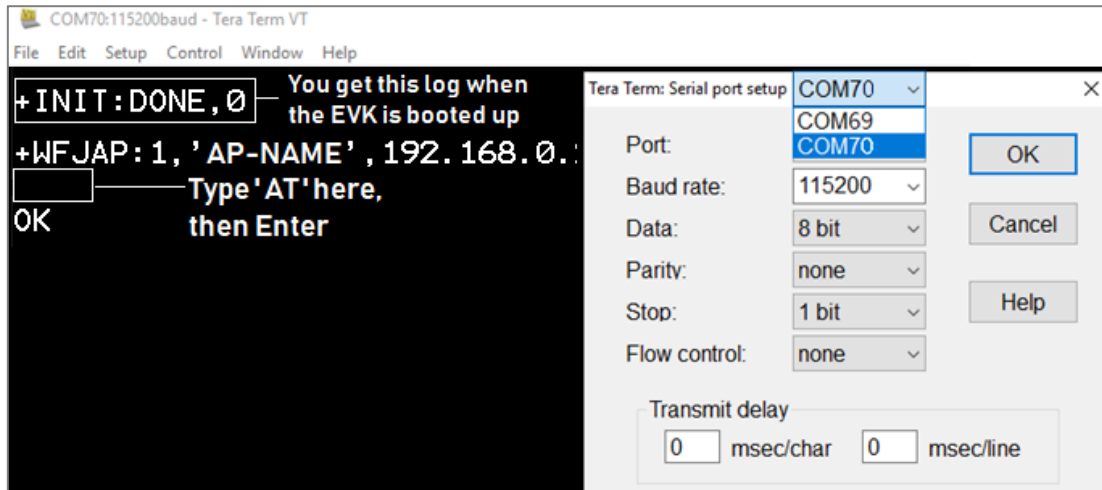 COM70:115200baud - Tera Term VT
File Edit Setup Control Window Help
+INIT:DONE,0
You get this log when
the EVK is booted up
+WFJAP:1,'AP-NAME',192.168.0.
Type'AT'here,
then Enter
OK
Tera Term: Serial port setup
COM70
COM69
COM70
Port:
OK
Baud rate:
115200
Data:
8 bit
Cancel
Parity:
none
Stop:
1 bit
Help
Flow control:
none
Transmit delay
0 msec/char 0 msec/line